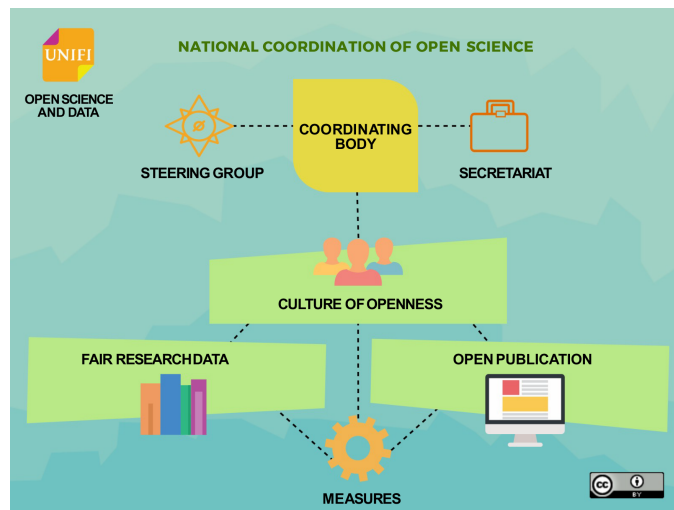 UNIFI
OPEN SCIENCE
AND DATA
NATIONAL COORDINATION OF OPEN SCIENCE
COORDINATING
BODY
STEERING GROUP
SECRETARIAT
CULTURE OF OPENNESS
FAIR RESEARCH DATA
OPEN PUBLICATION
MEASURES
cc
BY